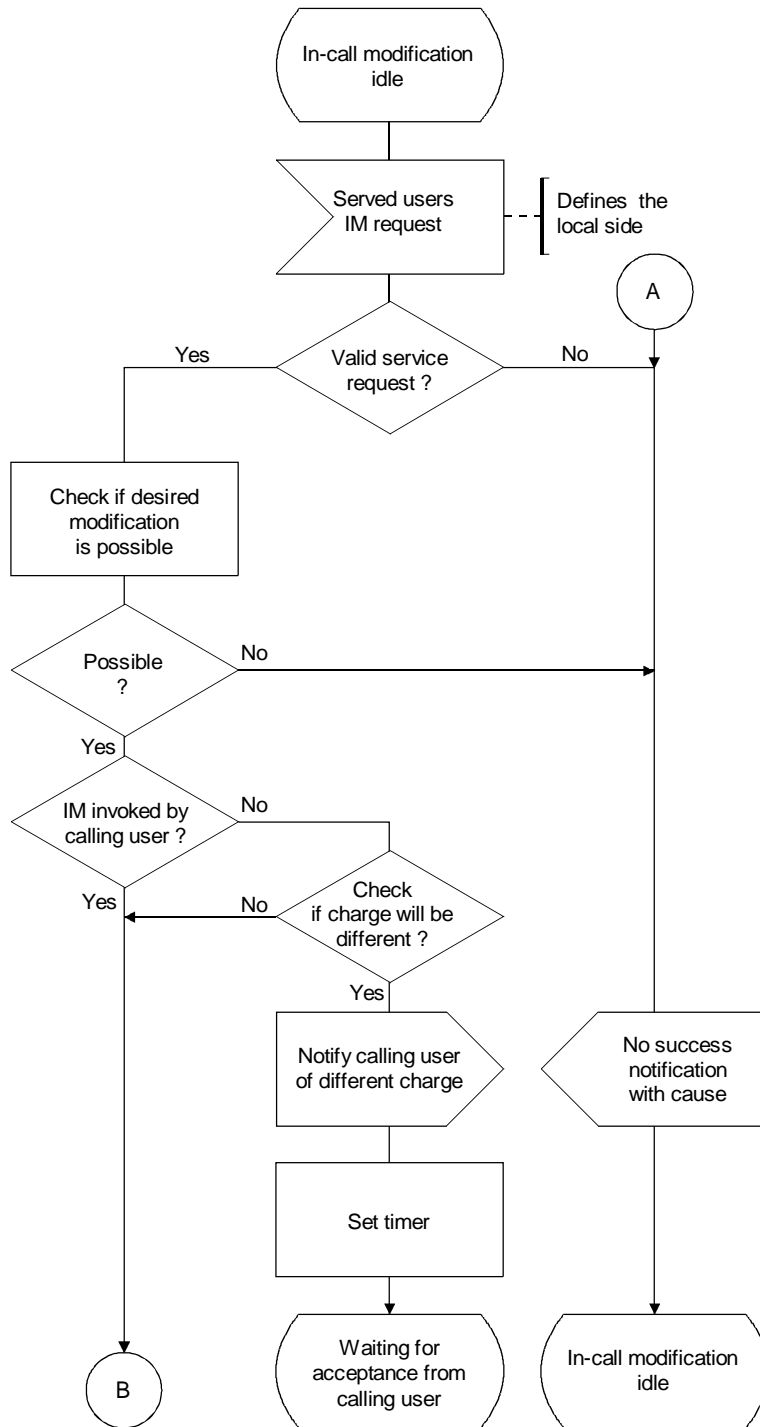 In-call modification
idle
Served users
IM request
Defines the
local side
A
Yes
Valid service
request ?
No
Check if desired
modification
is possible
Possible
?
No
Yes
IM invoked by
calling user ?
No
Yes
No
Check
if charge will be
different ?
Yes
Notify calling user
of different charge
No success
notification
with cause
Set timer
Waiting for
acceptance from
calling user
In-call modification
idle
B